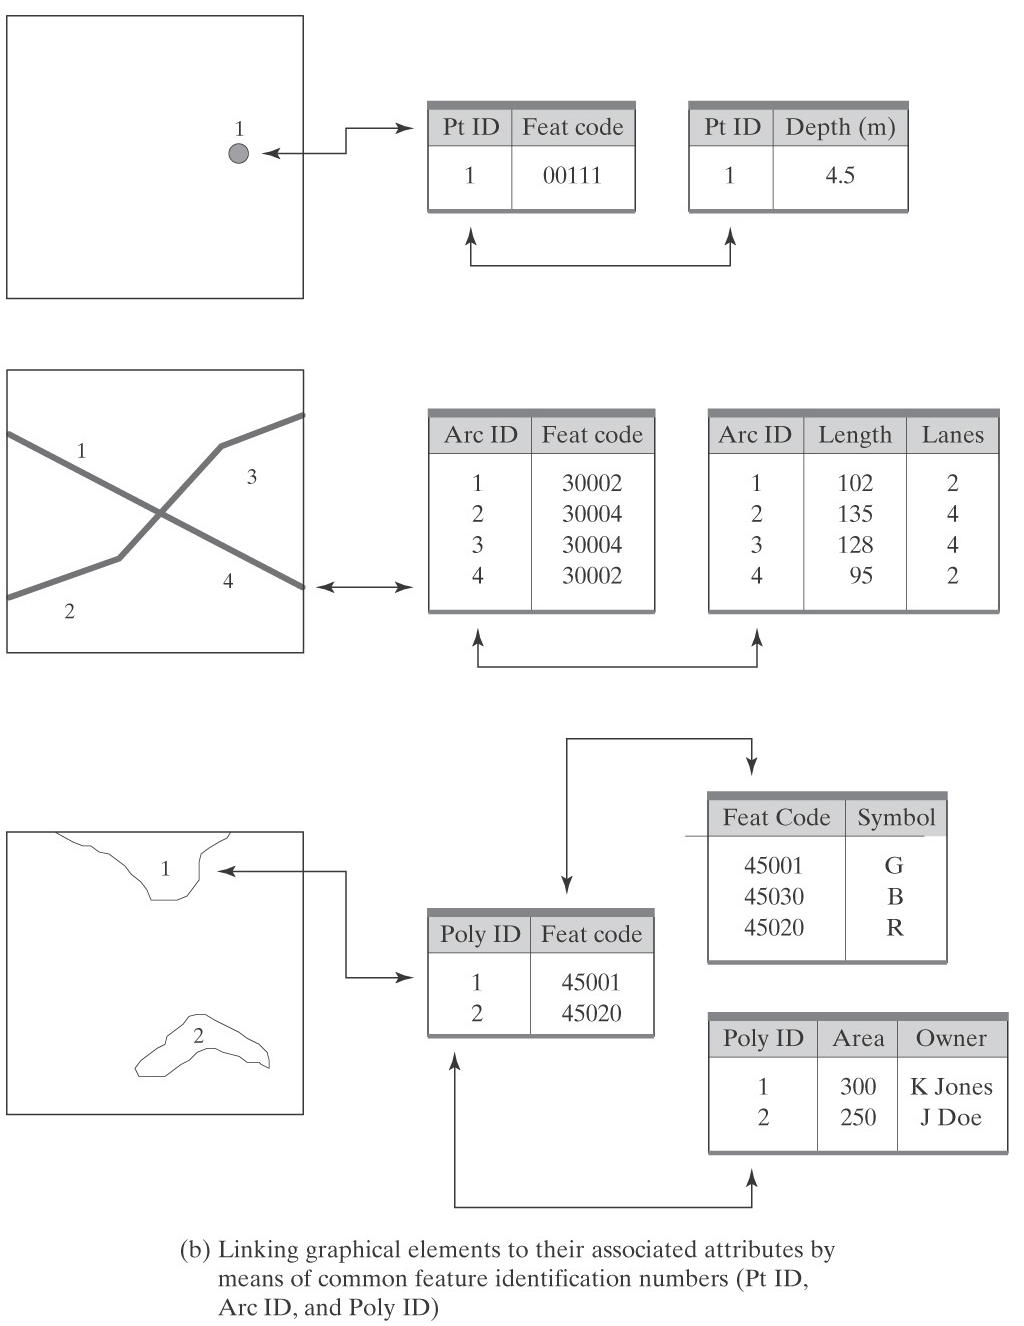 1
Pt ID Feat code
1 00111
Pt ID Depth (m)
1 4.5
1
3
4
2
Arc ID Feat code
1 30002
2 30004
3 30004
4 30002
Arc ID Length Lanes
1 102 2
2 135 4
3 128 4
4 95 2
1
2
Poly ID Feat code
1 45001
2 45020
Feat Code Symbol
45001 G
45030 B
45020 R
Poly ID Area Owner
1 300 K Jones
2 250 J Doe
(b) Linking graphical elements to their associated attributes by
means of common feature identification numbers (Pt ID,
Arc ID, and Poly ID)